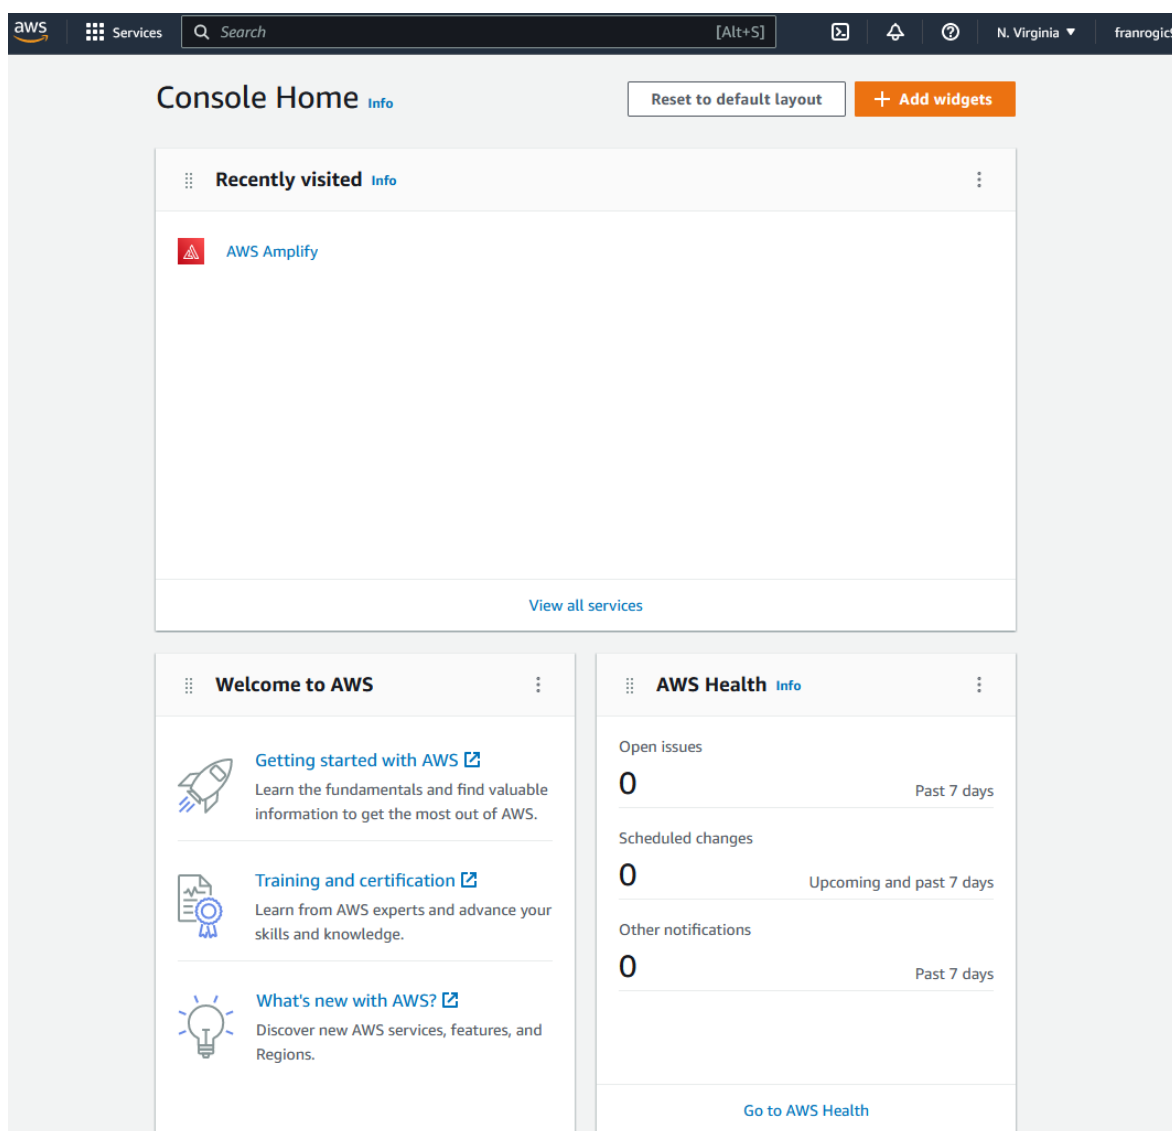 aws Services Search [Alt+S] N. Virginia ▼ franrogic
Console Home Info Reset to default layout + Add widgets
Recently visited Info
AWS Amplify
View all services
Welcome to AWS
Getting started with AWS
Learn the fundamentals and find valuable
information to get the most out of AWS.
Training and certification
Learn from AWS experts and advance your
skills and knowledge.
What's new with AWS?
Discover new AWS services, features, and
Regions.
AWS Health Info
Open issues
0 Past 7 days
Scheduled changes
0 Upcoming and past 7 days
Other notifications
0 Past 7 days
Go to AWS Health